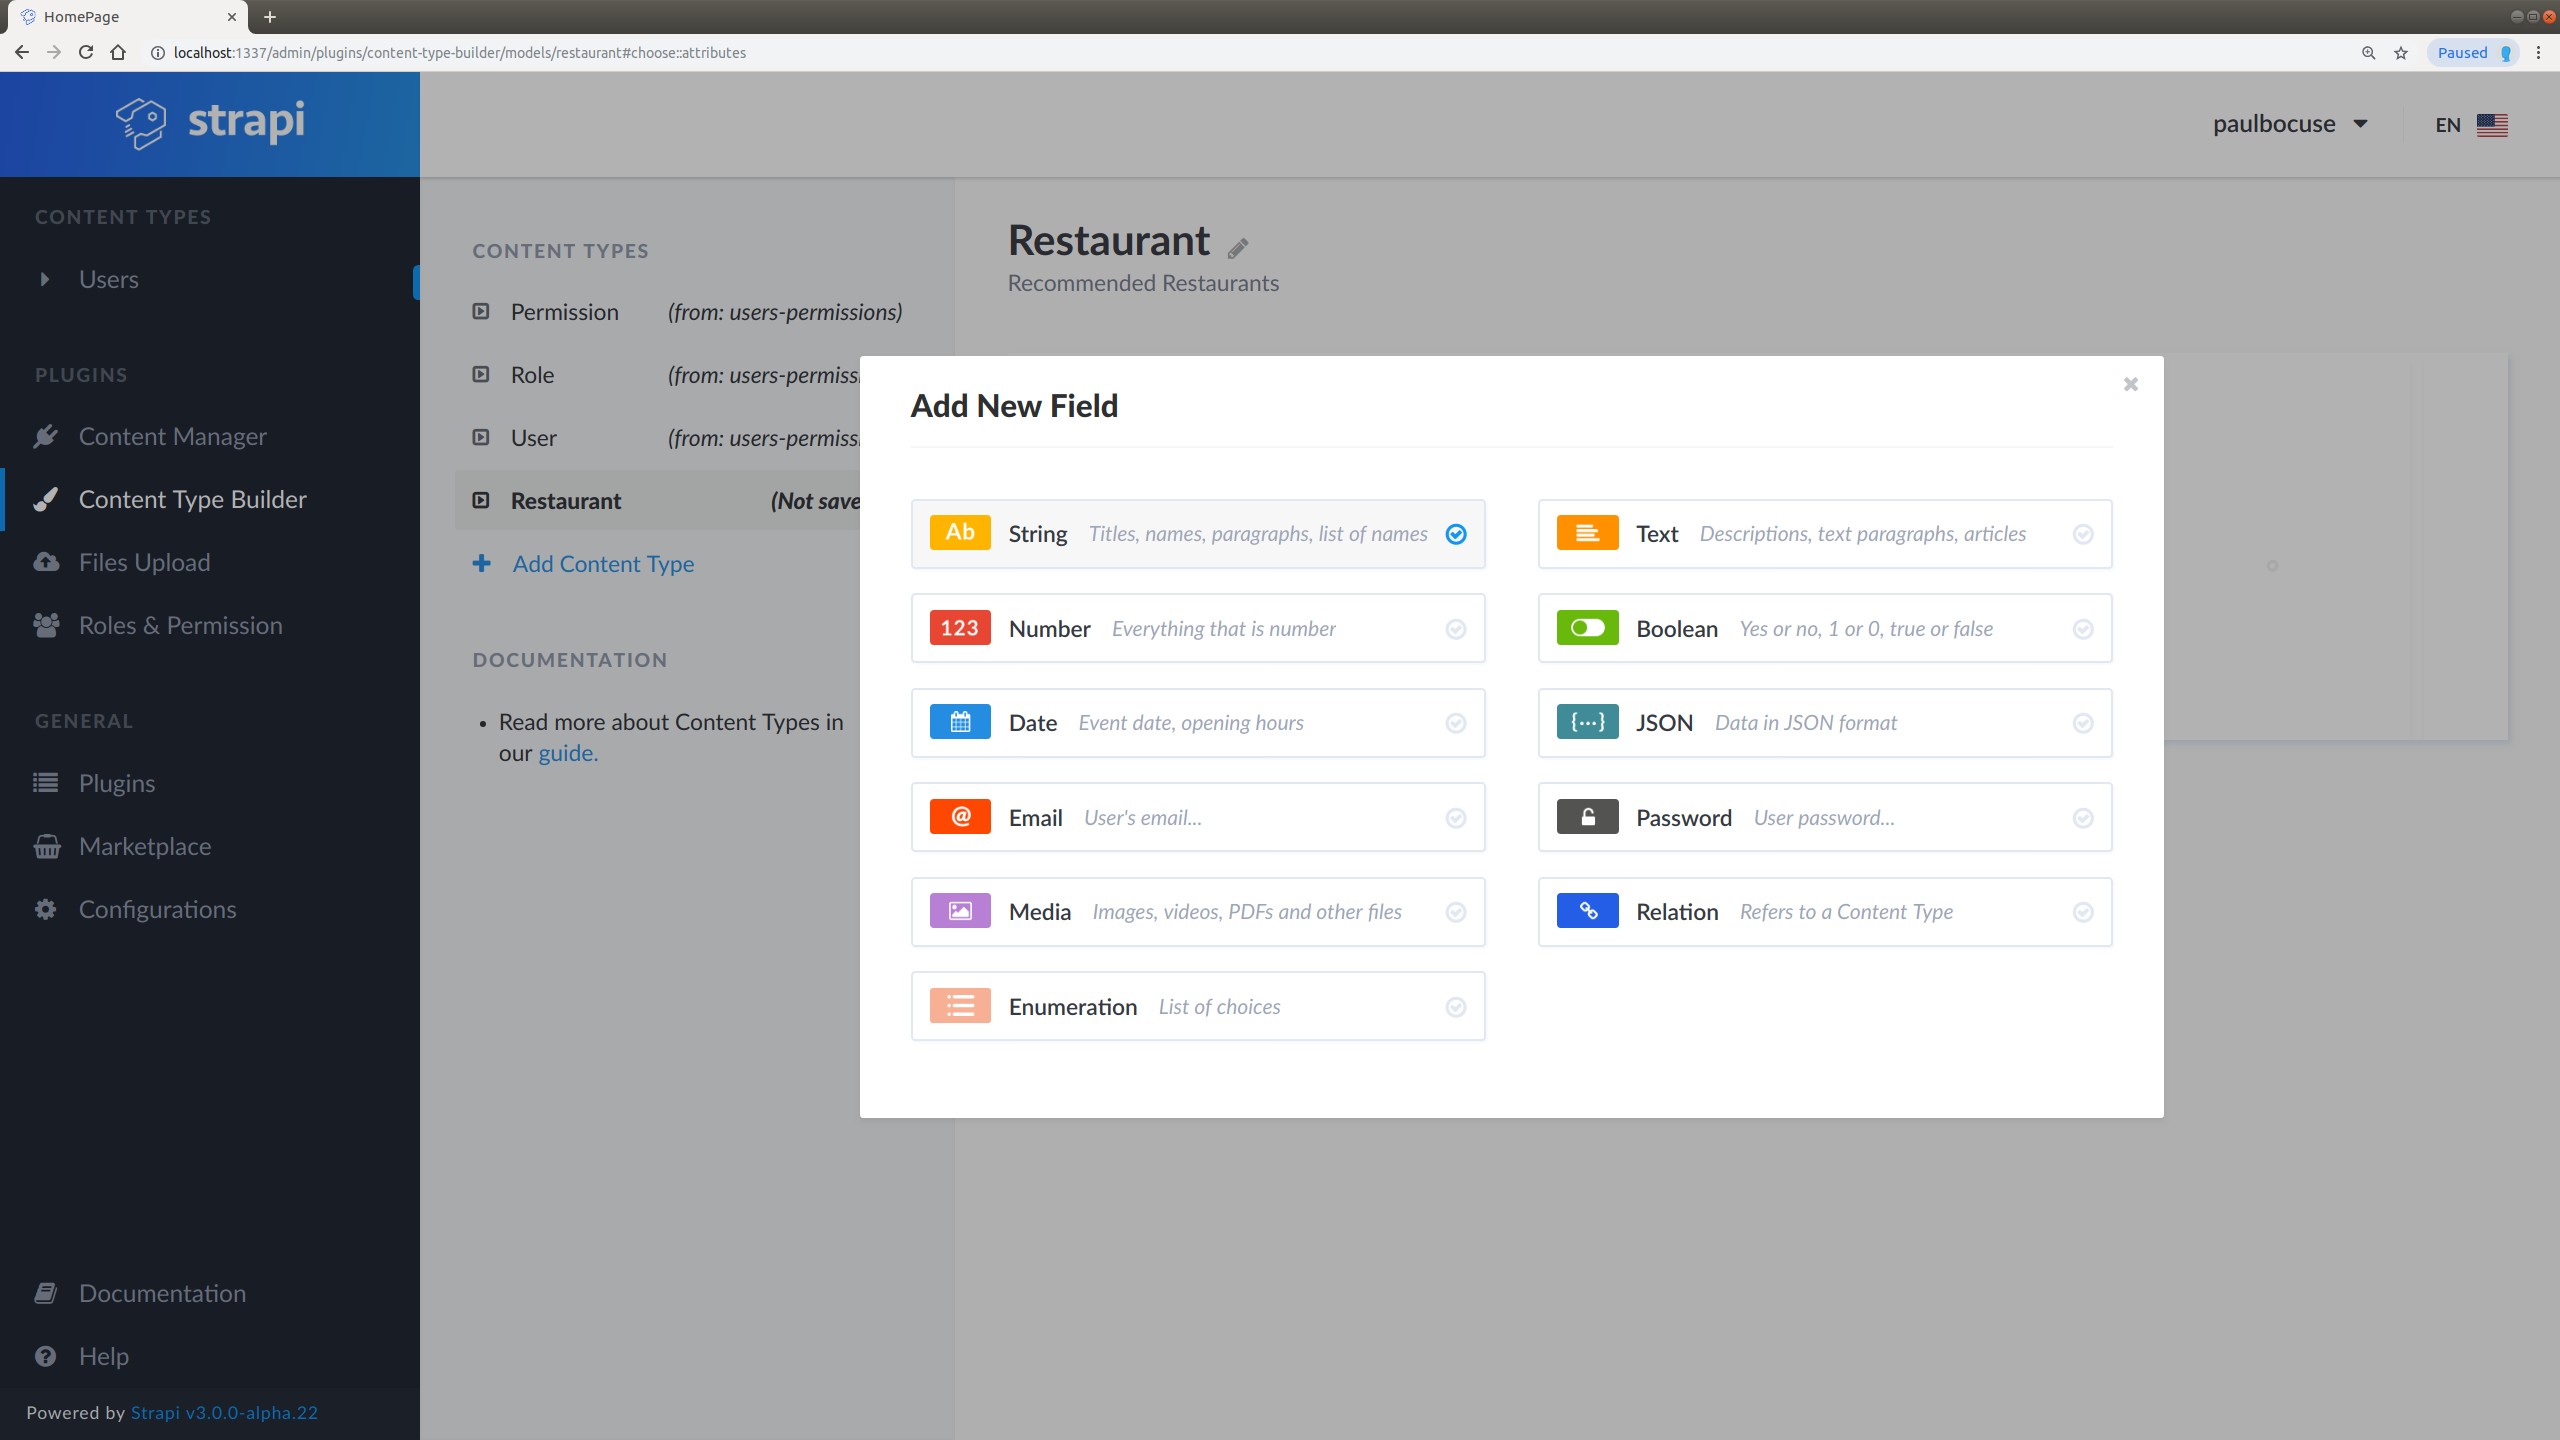 HomePage
localhost:1337/admin/plugins/content-type-builder/models/restaurant#choose::attributes
Paused
strapi
paulbocuse
EN
CONTENT TYPES
Users
PLUGINS
Content Manager
Content Type Builder
Files Upload
Roles & Permission
GENERAL
Plugins
Marketplace
Configurations
Documentation
Help
Powered by Strapi v3.0.0-alpha.22
CONTENT TYPES
Permission (from: users-permissions)
Role (from: users-permiss
User (from: users-permiss
Restaurant (Not save
Add Content Type
DOCUMENTATION
Read more about Content Types in
our guide.
Restaurant
Recommended Restaurants
Add New Field
Ab String Titles, names, paragraphs, list of names
Text Descriptions, text paragraphs, articles
123 Number Everything that is number
Boolean Yes or no, 1 or 0, true or false
Date Event date, opening hours
{...} JSON Data in JSON format
@ Email User's email...
Password User password...
Media Images, videos, PDFs and other files
Relation Refers to a Content Type
Enumeration List of choices